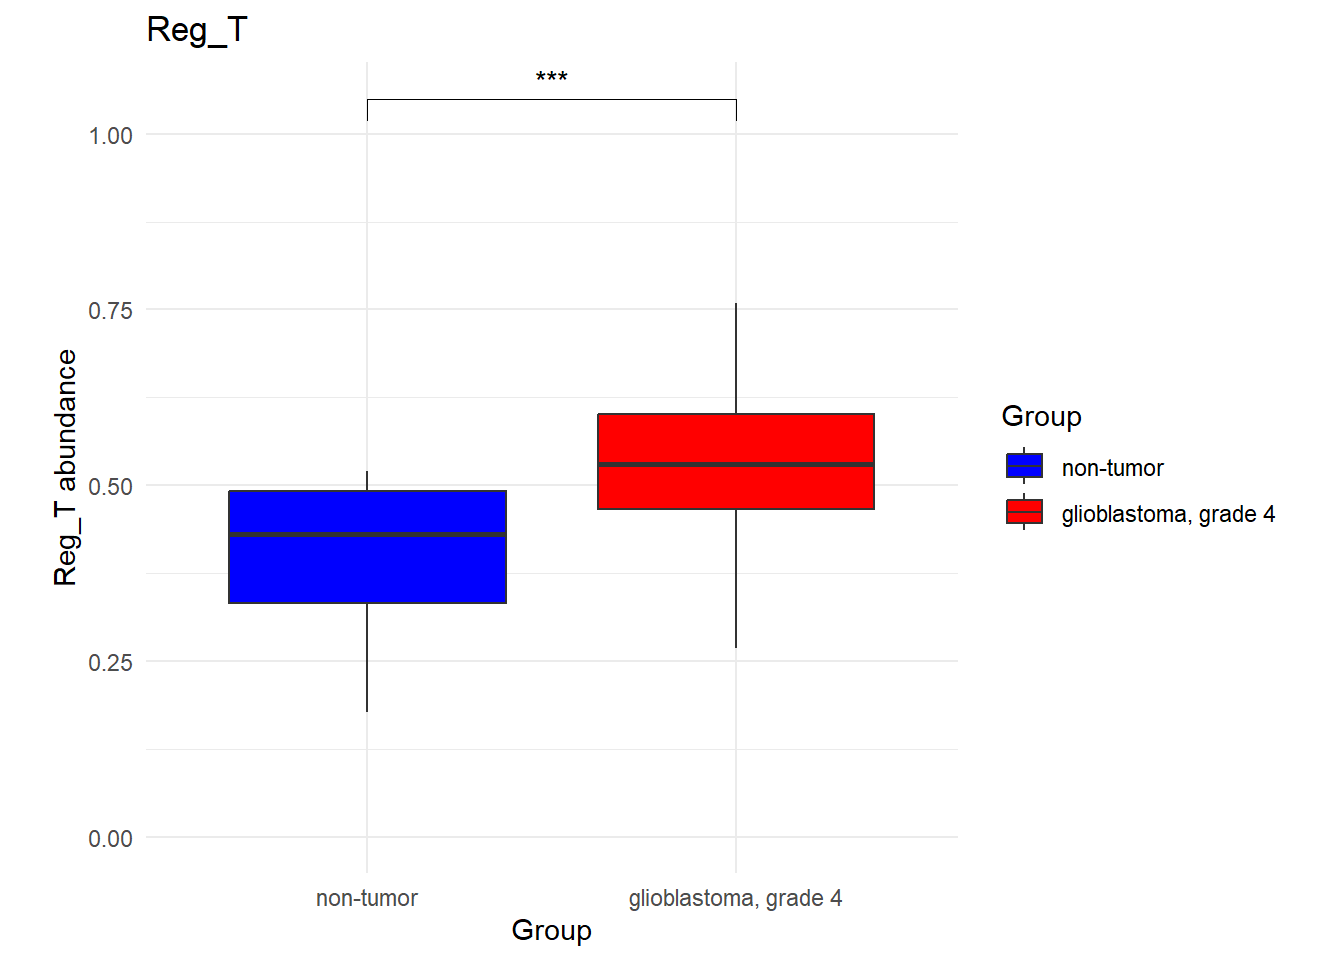 Reg_T
***
1.00
0.75
0.50
0.25
0.00
Reg_T abundance
non-tumor
glioblastoma, grade 4
Group
Group
non-tumor
glioblastoma, grade 4